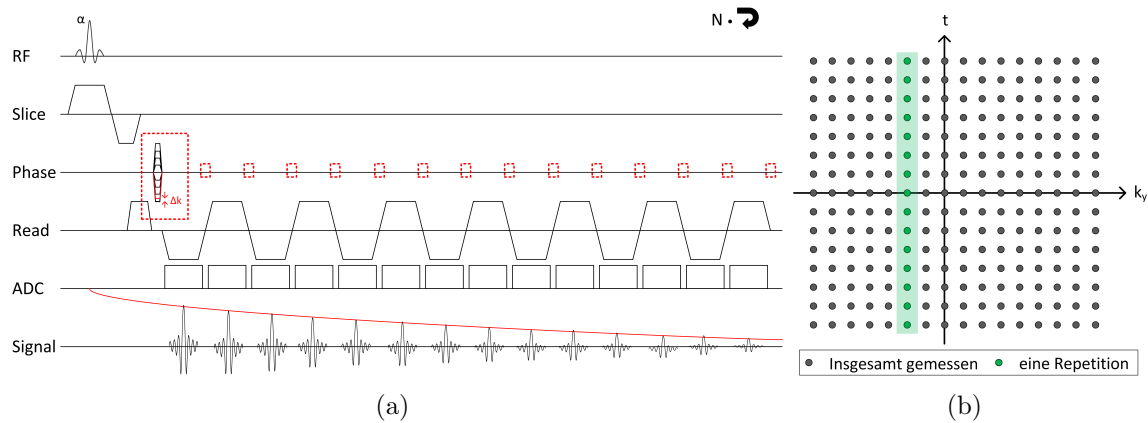 α
N ·
RF
Slice
Phase
Δk
Read
ADC
Signal
(a)
t
k_y
Insgesamt gemessen
eine Repetition
(b)